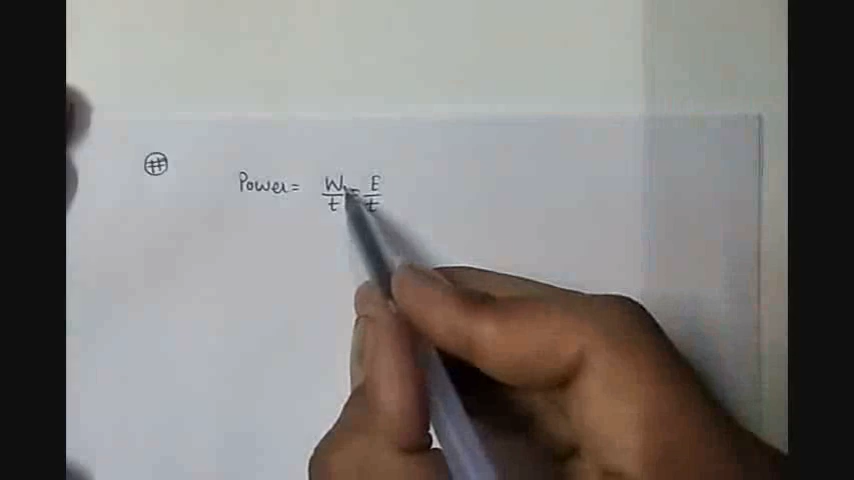 # Power = W/t = E/t